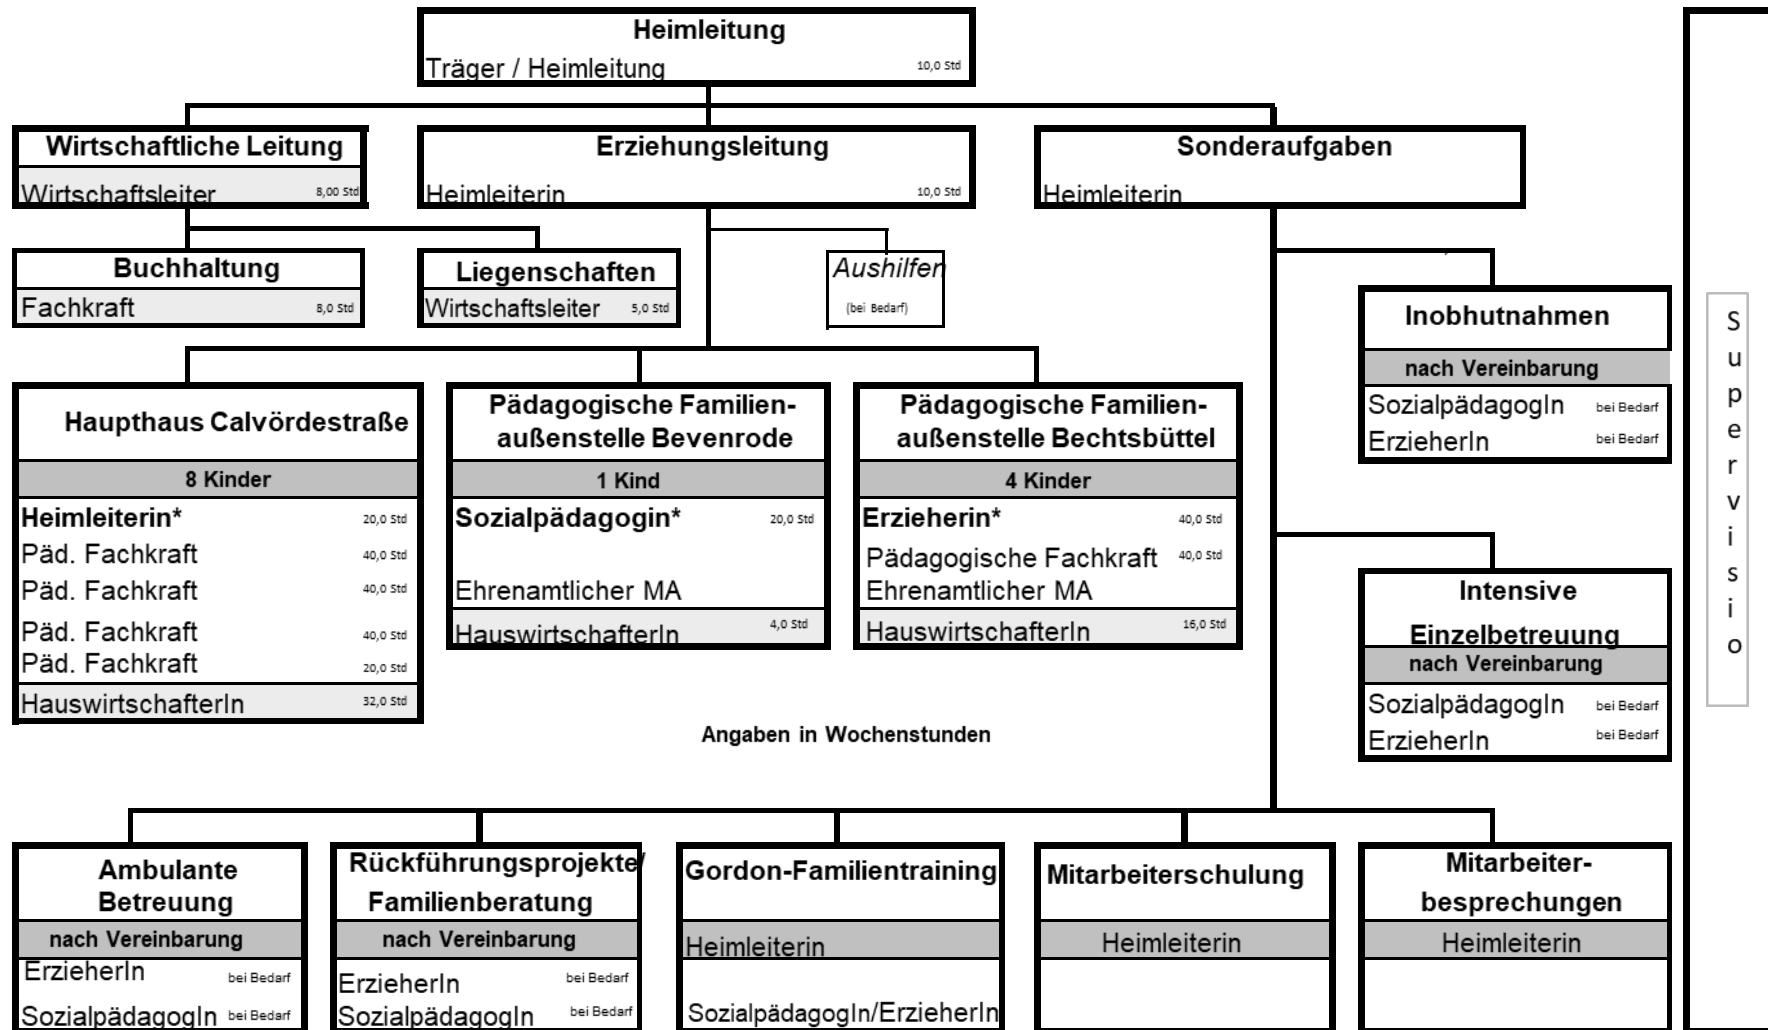 Heimleitung
Träger / Heimleitung 10,0 Std
Wirtschaftliche Leitung
Wirtschaftsleiter 8,00 Std
Erziehungsleitung
Heimleiterin 10,0 Std
Sonderaufgaben
Heimleiterin
Buchhaltung
Fachkraft 8,0 Std
Liegenschaften
Wirtschaftsleiter 5,0 Std
Aushilfen
(bei Bedarf)
Inobhutnahmen
nach Vereinbarung
SozialpädagogIn bei Bedarf
ErzieherIn bei Bedarf
Haupthaus Calvördestraße
8 Kinder
Heimleiterin* 20,0 Std
Päd. Fachkraft 40,0 Std
Päd. Fachkraft 40,0 Std
Päd. Fachkraft 40,0 Std
Päd. Fachkraft 20,0 Std
HauswirtschafterIn 32,0 Std
Pädagogische Familien-
außenstelle Bevenrode
1 Kind
Sozialpädagogin* 20,0 Std
Ehrenamtlicher MA
HauswirtschafterIn 4,0 Std
Pädagogische Familien-
außenstelle Bechtsbüttel
4 Kinder
Erzieherin* 40,0 Std
Pädagogische Fachkraft 40,0 Std
Ehrenamtlicher MA
HauswirtschafterIn 16,0 Std
Intensive
Einzelbetreuung
nach Vereinbarung
SozialpädagogIn bei Bedarf
ErzieherIn bei Bedarf
Angaben in Wochenstunden
Ambulante
Betreuung
nach Vereinbarung
ErzieherIn bei Bedarf
SozialpädagogIn bei Bedarf
Rückführungsprojekte/
Familienberatung
nach Vereinbarung
ErzieherIn bei Bedarf
SozialpädagogIn bei Bedarf
Gordon-Familientraining
Heimleiterin
SozialpädagogIn/ErzieherIn
Mitarbeiterschulung
Heimleiterin
Mitarbeiter-
besprechungen
Heimleiterin
S
u
p
e
r
v
i
s
i
o